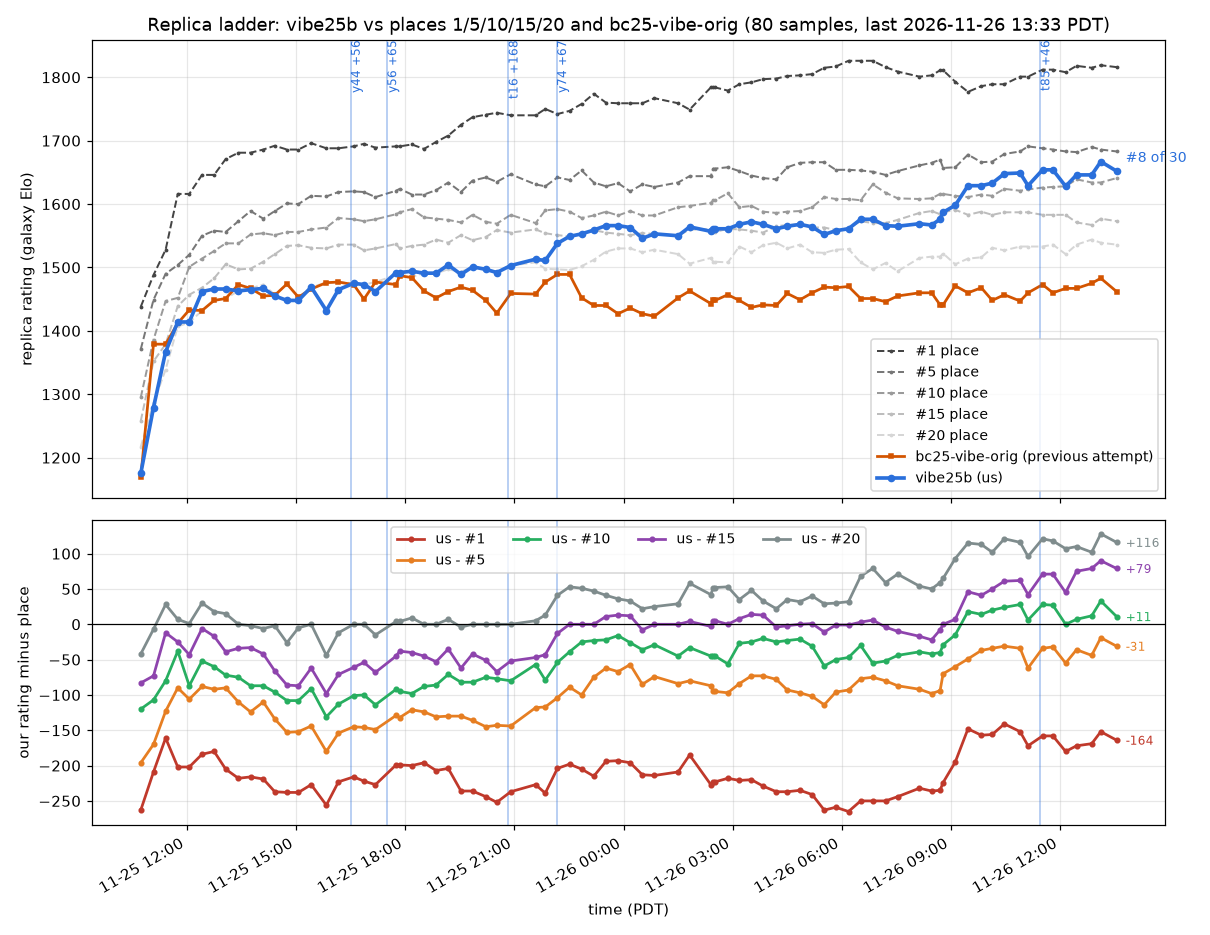 Replica ladder: vibe25b vs places 1/5/10/15/20 and bc25-vibe-orig (80 samples, last 2026-11-26 13:33 PDT)
replica rating (galaxy Elo)
1800
1700
1600
1500
1400
1300
1200
y44 +56
y56 +65
t16 +168
y74 +67
t85 +46
#8 of 30
#1 place
#5 place
#10 place
#15 place
#20 place
bc25-vibe-orig (previous attempt)
vibe25b (us)
our rating minus place
100
50
0
−50
−100
−150
−200
−250
us - #1
us - #5
us - #10
us - #15
us - #20
+116
+79
+11
-31
-164
11-25 12:00
11-25 15:00
11-25 18:00
11-25 21:00
11-26 00:00
11-26 03:00
11-26 06:00
11-26 09:00
11-26 12:00
time (PDT)